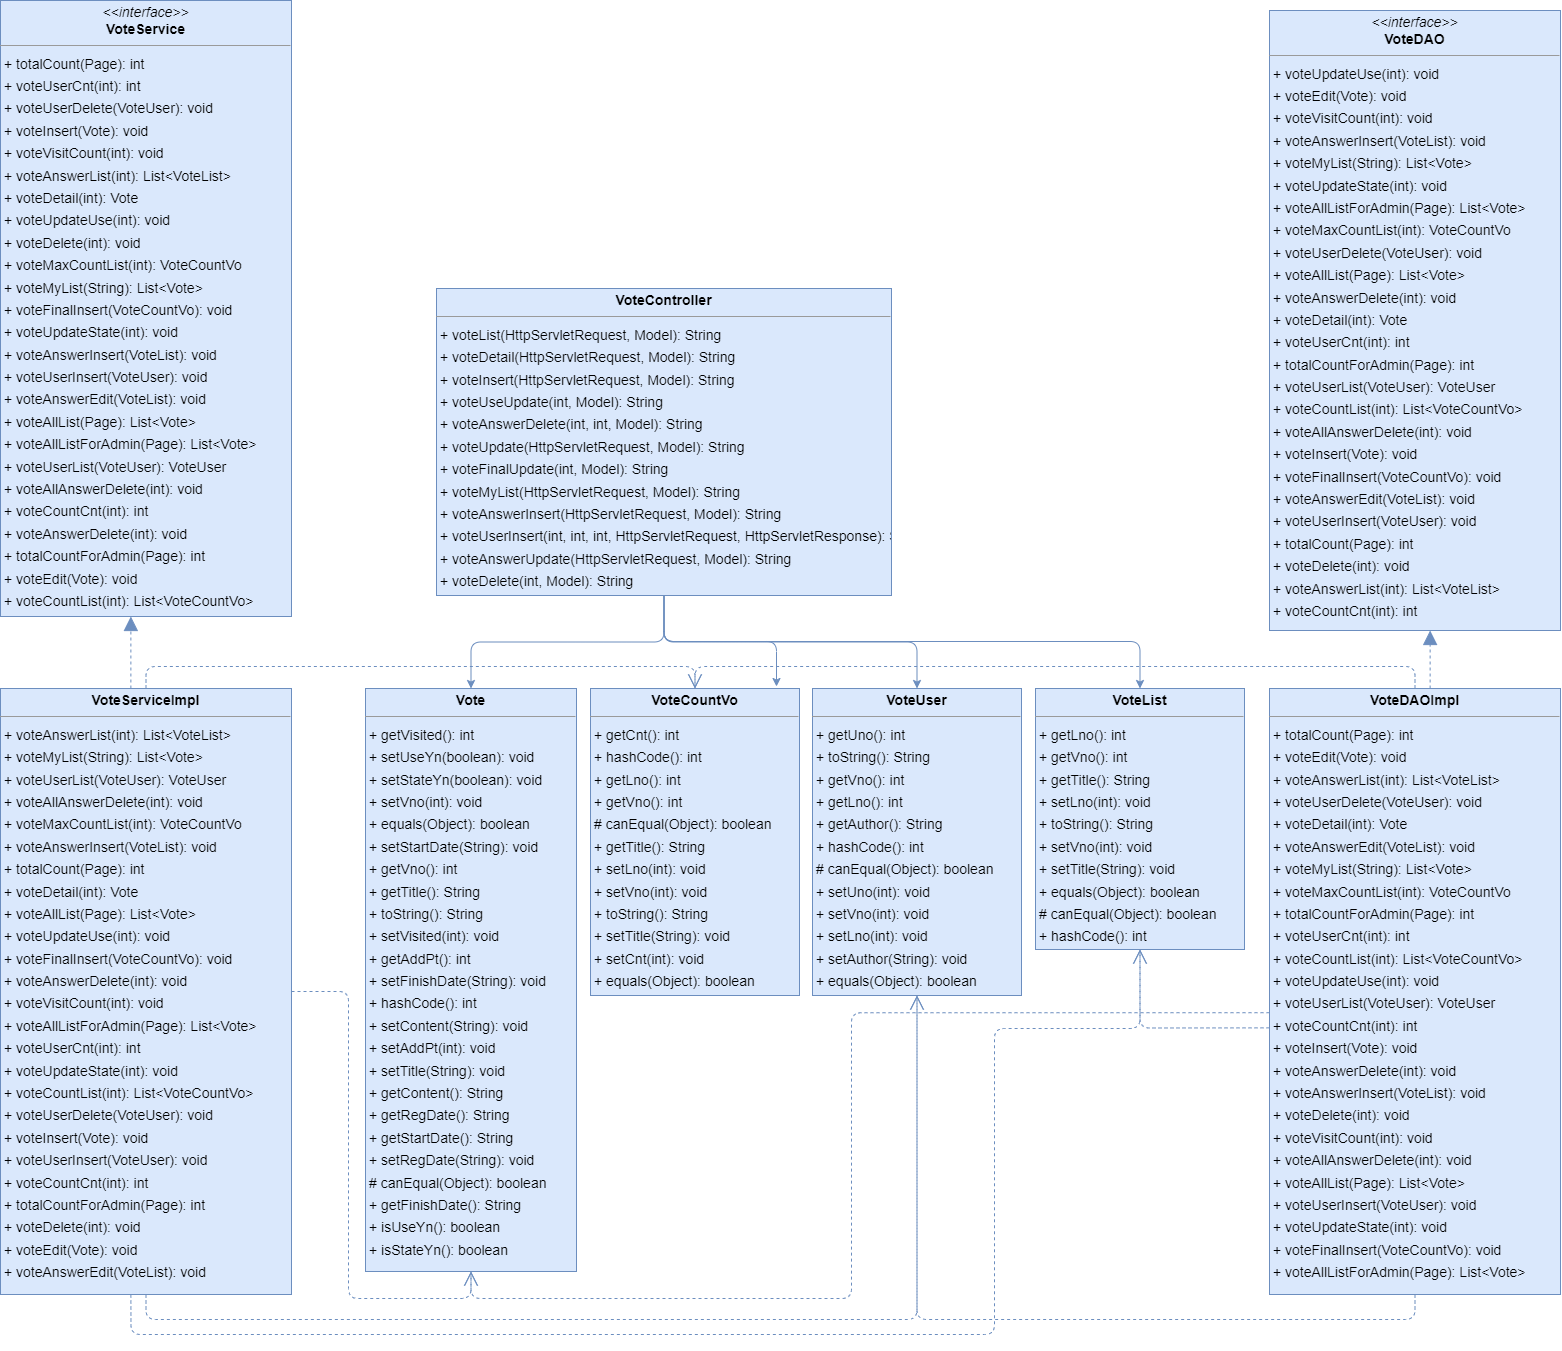 <<interface>>
VoteService
+ totalCount(Page): int
+ voteUserCnt(int): int
+ voteUserDelete(VoteUser): void
+ voteInsert(Vote): void
+ voteVisitCount(int): void
+ voteAnswerList(int): List<VoteList>
+ voteDetail(int): Vote
+ voteUpdateUse(int): void
+ voteDelete(int): void
+ voteMaxCountList(int): VoteCountVo
+ voteMyList(String): List<Vote>
+ voteFinalInsert(VoteCountVo): void
+ voteUpdateState(int): void
+ voteAnswerInsert(VoteList): void
+ voteUserInsert(VoteUser): void
+ voteAnswerEdit(VoteList): void
+ voteAllList(Page): List<Vote>
+ voteAllListForAdmin(Page): List<Vote>
+ voteUserList(VoteUser): VoteUser
+ voteAllAnswerDelete(int): void
+ voteCountCnt(int): int
+ voteAnswerDelete(int): void
+ totalCountForAdmin(Page): int
+ voteEdit(Vote): void
+ voteCountList(int): List<VoteCountVo>
VoteController
+ voteList(HttpServletRequest, Model): String
+ voteDetail(HttpServletRequest, Model): String
+ voteInsert(HttpServletRequest, Model): String
+ voteUseUpdate(int, Model): String
+ voteAnswerDelete(int, int, Model): String
+ voteUpdate(HttpServletRequest, Model): String
+ voteFinalUpdate(int, Model): String
+ voteMyList(HttpServletRequest, Model): String
+ voteAnswerInsert(HttpServletRequest, Model): String
+ voteUserInsert(int, int, int, HttpServletRequest, HttpServletResponse):
+ voteAnswerUpdate(HttpServletRequest, Model): String
+ voteDelete(int, Model): String
<<interface>>
VoteDAO
+ voteUpdateUse(int): void
+ voteEdit(Vote): void
+ voteVisitCount(int): void
+ voteAnswerInsert(VoteList): void
+ voteMyList(String): List<Vote>
+ voteUpdateState(int): void
+ voteAllListForAdmin(Page): List<Vote>
+ voteMaxCountList(int): VoteCountVo
+ voteUserDelete(VoteUser): void
+ voteAllList(Page): List<Vote>
+ voteAnswerDelete(int): void
+ voteDetail(int): Vote
+ voteUserCnt(int): int
+ totalCountForAdmin(Page): int
+ voteUserList(VoteUser): VoteUser
+ voteCountList(int): List<VoteCountVo>
+ voteAllAnswerDelete(int): void
+ voteInsert(Vote): void
+ voteFinalInsert(VoteCountVo): void
+ voteAnswerEdit(VoteList): void
+ voteUserInsert(VoteUser): void
+ totalCount(Page): int
+ voteDelete(int): void
+ voteAnswerList(int): List<VoteList>
+ voteCountCnt(int): int
VoteServiceImpl
+ voteAnswerList(int): List<VoteList>
+ voteMyList(String): List<Vote>
+ voteUserList(VoteUser): VoteUser
+ voteAllAnswerDelete(int): void
+ voteMaxCountList(int): VoteCountVo
+ voteAnswerInsert(VoteList): void
+ totalCount(Page): int
+ voteDetail(int): Vote
+ voteAllList(Page): List<Vote>
+ voteUpdateUse(int): void
+ voteFinalInsert(VoteCountVo): void
+ voteAnswerDelete(int): void
+ voteVisitCount(int): void
+ voteAllListForAdmin(Page): List<Vote>
+ voteUserCnt(int): int
+ voteUpdateState(int): void
+ voteCountList(int): List<VoteCountVo>
+ voteUserDelete(VoteUser): void
+ voteInsert(Vote): void
+ voteUserInsert(VoteUser): void
+ voteCountCnt(int): int
+ totalCountForAdmin(Page): int
+ voteDelete(int): void
+ voteEdit(Vote): void
+ voteAnswerEdit(VoteList): void
Vote
+ getVisited(): int
+ setUseYn(boolean): void
+ setStateYn(boolean): void
+ setVno(int): void
+ equals(Object): boolean
+ setStartDate(String): void
+ getVno(): int
+ getTitle(): String
+ toString(): String
+ setVisited(int): void
+ getAddPt(): int
+ setFinishDate(String): void
+ hashCode(): int
+ setContent(String): void
+ setAddPt(int): void
+ setTitle(String): void
+ getContent(): String
+ getRegDate(): String
+ getStartDate(): String
+ setRegDate(String): void
# canEqual(Object): boolean
+ getFinishDate(): String
+ isUseYn(): boolean
+ isStateYn(): boolean
VoteCountVo
+ getCnt(): int
+ hashCode(): int
+ getLno(): int
+ getVno(): int
# canEqual(Object): boolean
+ getTitle(): String
+ setLno(int): void
+ setVno(int): void
+ toString(): String
+ setTitle(String): void
+ setCnt(int): void
+ equals(Object): boolean
VoteUser
+ getUno(): int
+ toString(): String
+ getVno(): int
+ getLno(): int
+ getAuthor(): String
+ hashCode(): int
# canEqual(Object): boolean
+ setUno(int): void
+ setVno(int): void
+ setLno(int): void
+ setAuthor(String): void
+ equals(Object): boolean
VoteList
+ getLno(): int
+ getVno(): int
+ getTitle(): String
+ setLno(int): void
+ toString(): String
+ setVno(int): void
+ setTitle(String): void
+ equals(Object): boolean
# canEqual(Object): boolean
+ hashCode(): int
VoteDAOImpl
+ totalCount(Page): int
+ voteEdit(Vote): void
+ voteAnswerList(int): List<VoteList>
+ voteUserDelete(VoteUser): void
+ voteDetail(int): Vote
+ voteAnswerEdit(VoteList): void
+ voteMyList(String): List<Vote>
+ voteMaxCountList(int): VoteCountVo
+ totalCountForAdmin(Page): int
+ voteUserCnt(int): int
+ voteCountList(int): List<VoteCountVo>
+ voteUpdateUse(int): void
+ voteUserList(VoteUser): VoteUser
+ voteCountCnt(int): int
+ voteInsert(Vote): void
+ voteAnswerDelete(int): void
+ voteAnswerInsert(VoteList): void
+ voteDelete(int): void
+ voteVisitCount(int): void
+ voteAllAnswerDelete(int): void
+ voteAllList(Page): List<Vote>
+ voteUserInsert(VoteUser): void
+ voteUpdateState(int): void
+ voteFinalInsert(VoteCountVo): void
+ voteAllListForAdmin(Page): List<Vote>